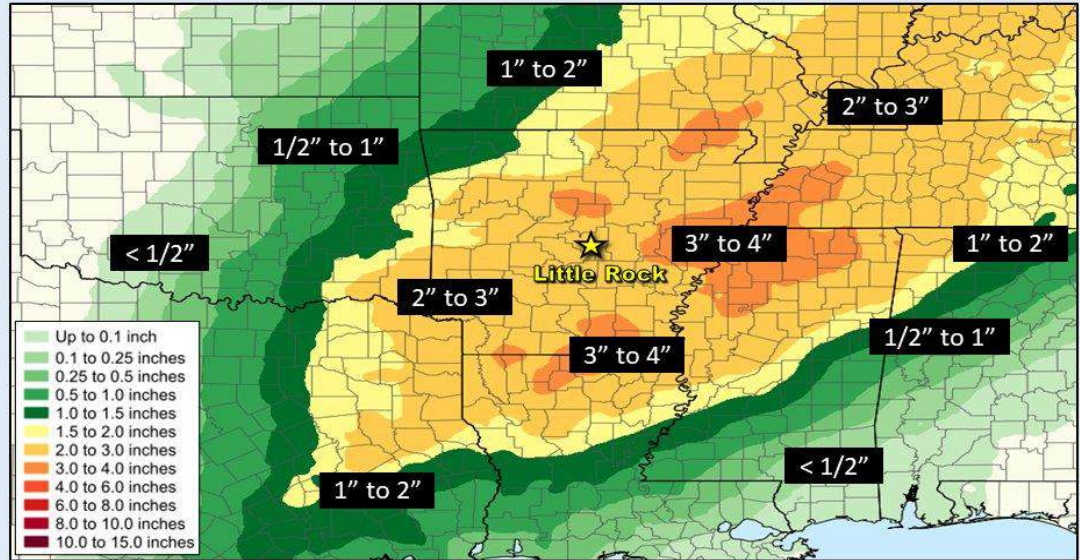 1” to 2”
2” to 3”
1/2” to 1”
< 1/2”
3” to 4”
1” to 2”
Little Rock
2” to 3”
1/2” to 1”
3” to 4”
Up to 0.1 inch
0.1 to 0.25 inches
0.25 to 0.5 inches
0.5 to 1.0 inches
1.0 to 1.5 inches
1.5 to 2.0 inches
2.0 to 3.0 inches
3.0 to 4.0 inches
4.0 to 6.0 inches
6.0 to 8.0 inches
8.0 to 10.0 inches
10.0 to 15.0 inches
< 1/2”
1” to 2”